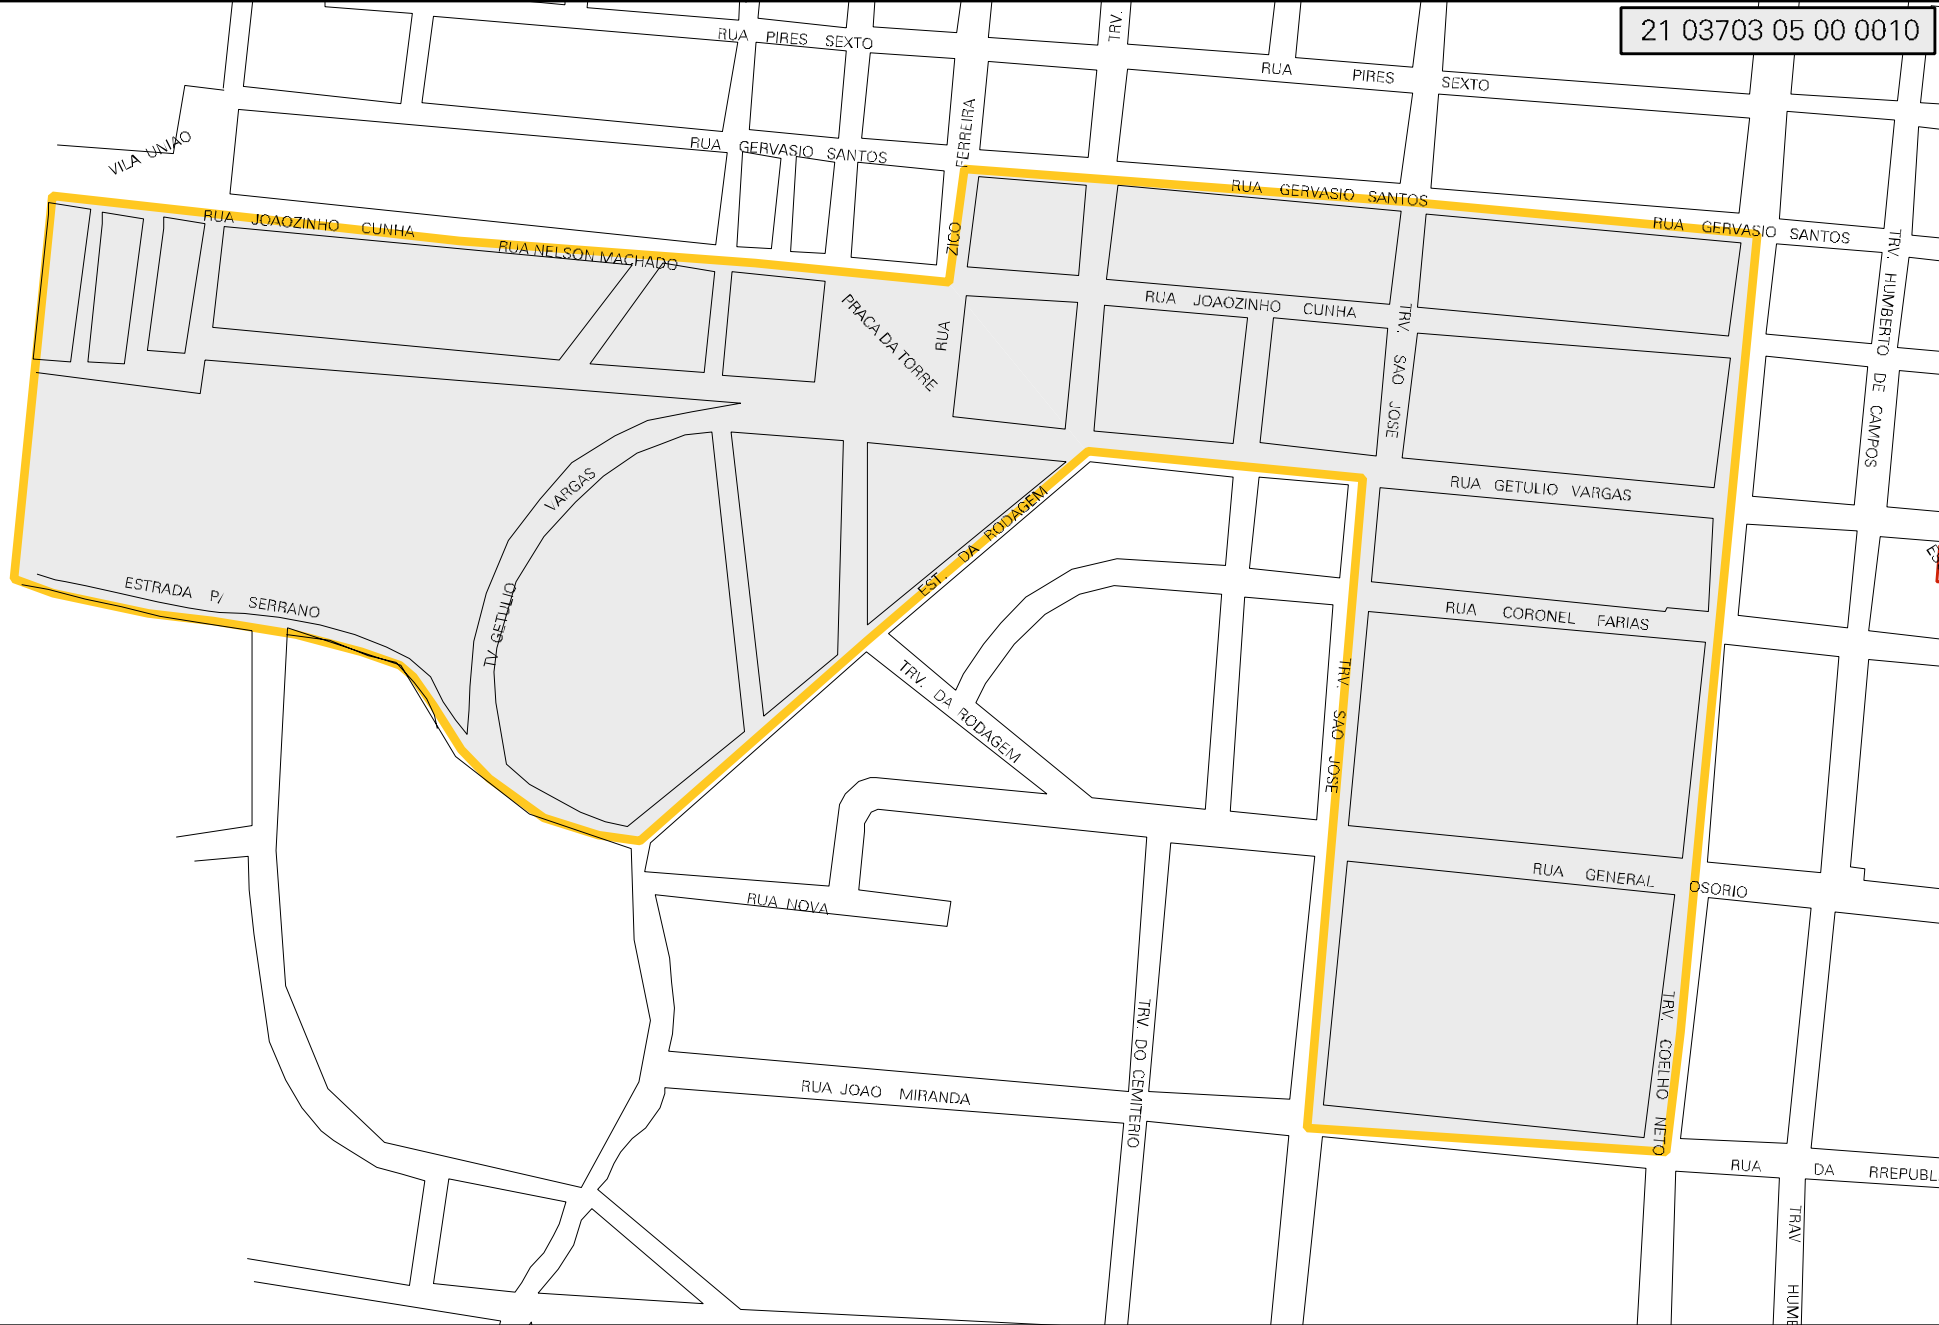 21 03703 05 00 0010
TRV.
RUA PIRES SEXTO
RUA PIRES SEXTO
VILA UNIAO
RUA GERVASIO SANTOS
RUA ZICO FERREIRA
RUA GERVASIO SANTOS
RUA GERVASIO SANTOS
RUA JOAOZINHO CUNHA
RUA NELSON MACHADO
PRACA DA TORRE
RUA JOAOZINHO CUNHA
TRV. SAO JOSE
TRV. HUMBERTO DE CAMPOS
RUA GETULIO VARGAS
TV. GETULIO VARGAS
EST. DA RODAGEM
ESTRADA P/ SERRANO
RUA CORONEL FARIAS
TRV. DA RODAGEM
TRV. SAO JOSE
RUA GENERAL OSORIO
RUA NOVA
TRV. DO CEMITERIO
TRV. COELHO NETO
RUA JOAO MIRANDA
RUA DA RREPUBL
TRAV HUM